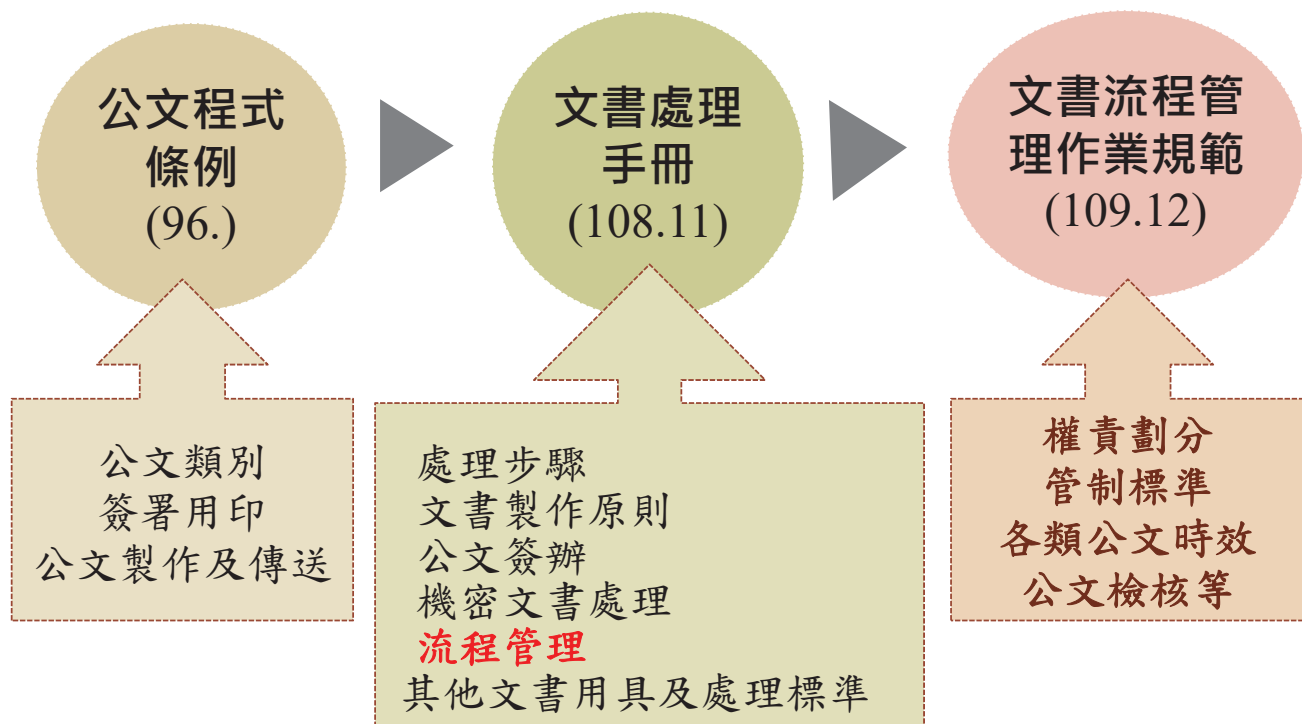 公文程式
條例
(96.)
文書處理
手冊
(108.11)
文書流程管
理作業規範
(109.12)
公文類別
簽署用印
公文製作及傳送
處理步驟
文書製作原則
公文簽辦
機密文書處理
流程管理
其他文書用具及處理標準
權責劃分
管制標準
各類公文時效
公文檢核等